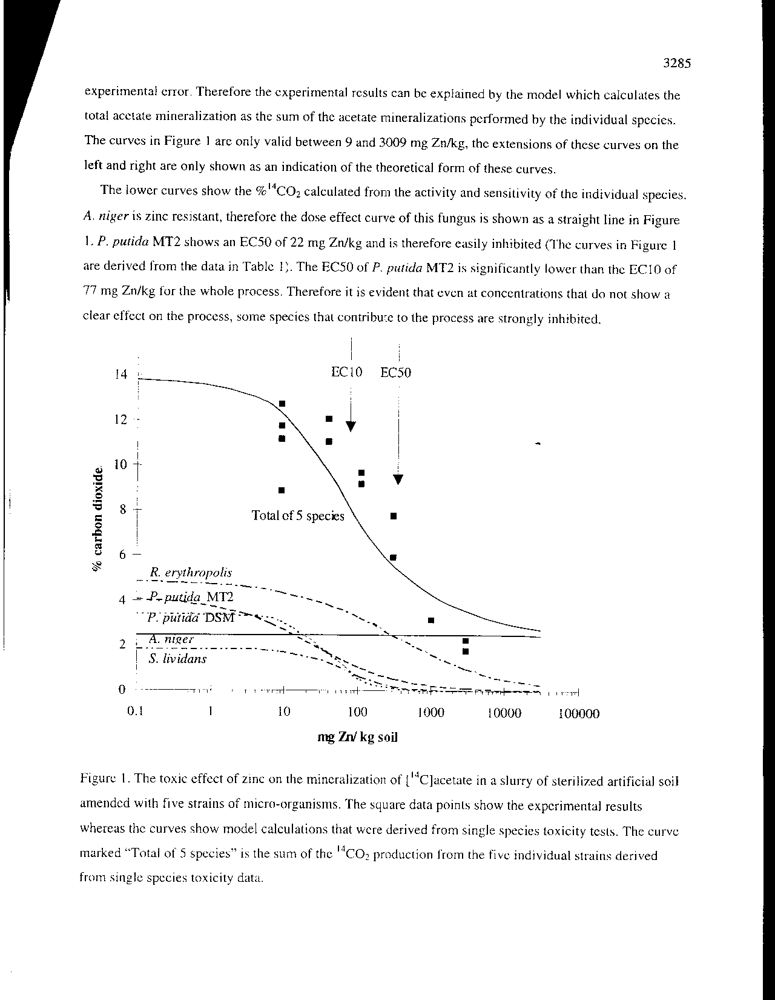 3285
experimental error. Therefore the experimental results can be explained by the model which calculates the
total acetate mineralization as the sum of the acetate mineralizations performed by the individual species.
The curves in Figure 1 are only valid between 9 and 3009 mg Zn/kg, the extensions of these curves on the
left and right are only shown as an indication of the theoretical form of these curves.
The lower curves show the %¹⁴CO₂ calculated from the activity and sensitivity of the individual species.
A. niger is zinc resistant, therefore the dose effect curve of this fungus is shown as a straight line in Figure
1. P. putida MT2 shows an EC50 of 22 mg Zn/kg and is therefore easily inhibited (The curves in Figure 1
are derived from the data in Table 1). The EC50 of P. putida MT2 is significantly lower than the EC10 of
77 mg Zn/kg for the whole process. Therefore it is evident that even at concentrations that do not show a
clear effect on the process, some species that contribute to the process are strongly inhibited.
EC10 EC50
14
12
10
8
6
4
2
0
% carbon dioxide
Total of 5 species
R. erythropolis
P. putida MT2
P. putida DSM
A. niger
S. lividans
0.1 1 10 100 1000 10000 100000
mg Zn/ kg soil
Figure 1. The toxic effect of zinc on the mineralization of [¹⁴C]acetate in a slurry of sterilized artificial soil
amended with five strains of micro-organisms. The square data points show the experimental results
whereas the curves show model calculations that were derived from single species toxicity tests. The curve
marked “Total of 5 species” is the sum of the ¹⁴CO₂ production from the five individual strains derived
from single species toxicity data.